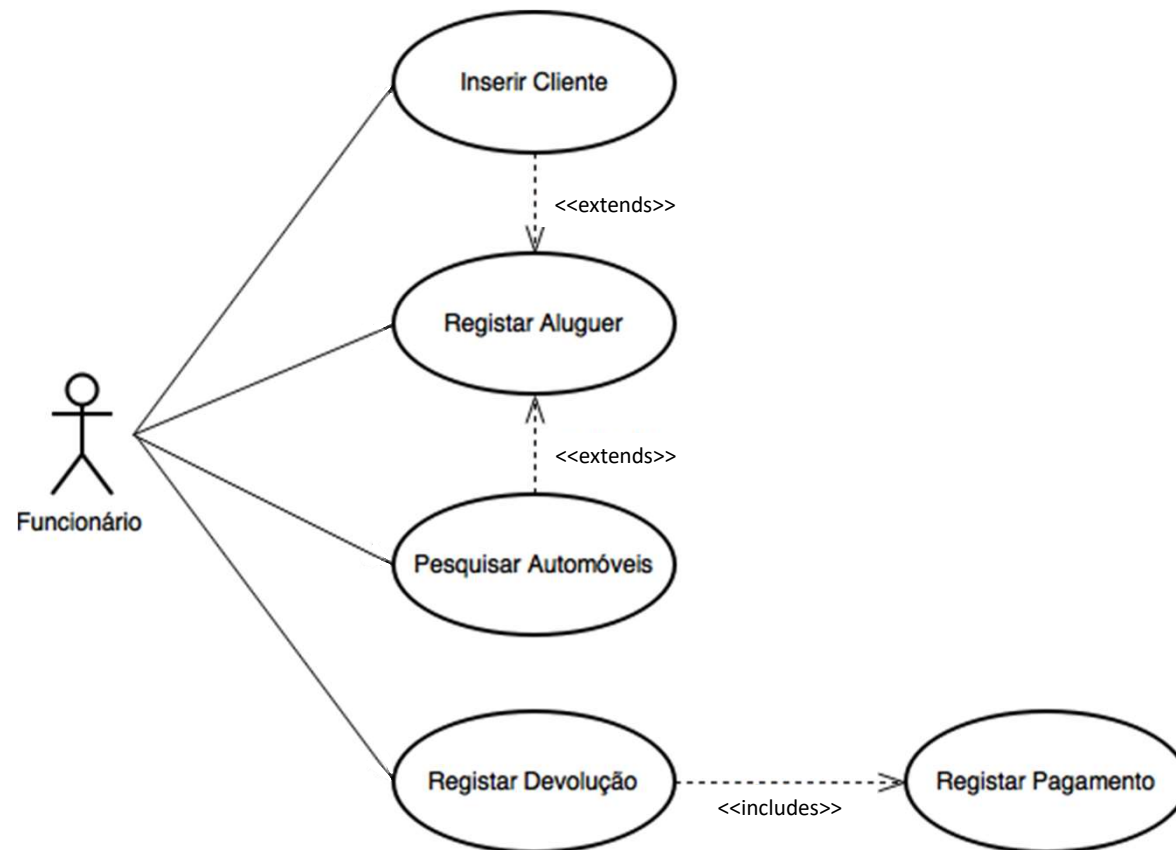 Inserir Cliente
<<extends>>
Registar Aluguer
<<extends>>
Funcionário
Pesquisar Automóveis
Registar Devolução
<<includes>>
Registar Pagamento